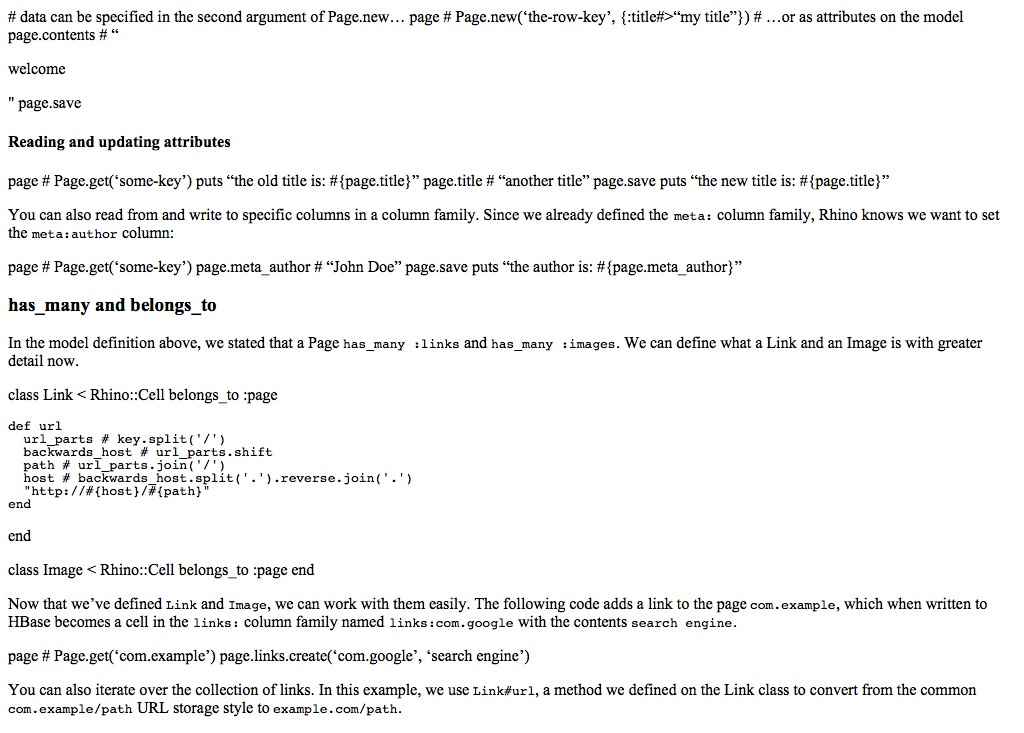 # data can be specified in the second argument of Page.new… page # Page.new(‘the-row-key’, {:title#>“my title”}) # …or as attributes on the model
page.contents # “
welcome
" page.save
Reading and updating attributes
page # Page.get(‘some-key’) puts “the old title is: #{page.title}” page.title # “another title” page.save puts “the new title is: #{page.title}”
You can also read from and write to specific columns in a column family. Since we already defined the meta: column family, Rhino knows we want to set
the meta:author column:
page # Page.get(‘some-key’) page.meta_author # “John Doe” page.save puts “the author is: #{page.meta_author}”
has_many and belongs_to
In the model definition above, we stated that a Page has_many :links and has_many :images. We can define what a Link and an Image is with greater
detail now.
class Link < Rhino::Cell belongs_to :page
def url
  url_parts # key.split('/')
  backwards_host # url_parts.shift
  path # url_parts.join('/')
  host # backwards_host.split('.').reverse.join('.')
  "http://#{host}/#{path}"
end
end
class Image < Rhino::Cell belongs_to :page end
Now that we’ve defined Link and Image, we can work with them easily. The following code adds a link to the page com.example, which when written to
HBase becomes a cell in the links: column family named links:com.google with the contents search engine.
page # Page.get(‘com.example’) page.links.create(‘com.google’, ‘search engine’)
You can also iterate over the collection of links. In this example, we use Link#url, a method we defined on the Link class to convert from the common
com.example/path URL storage style to example.com/path.